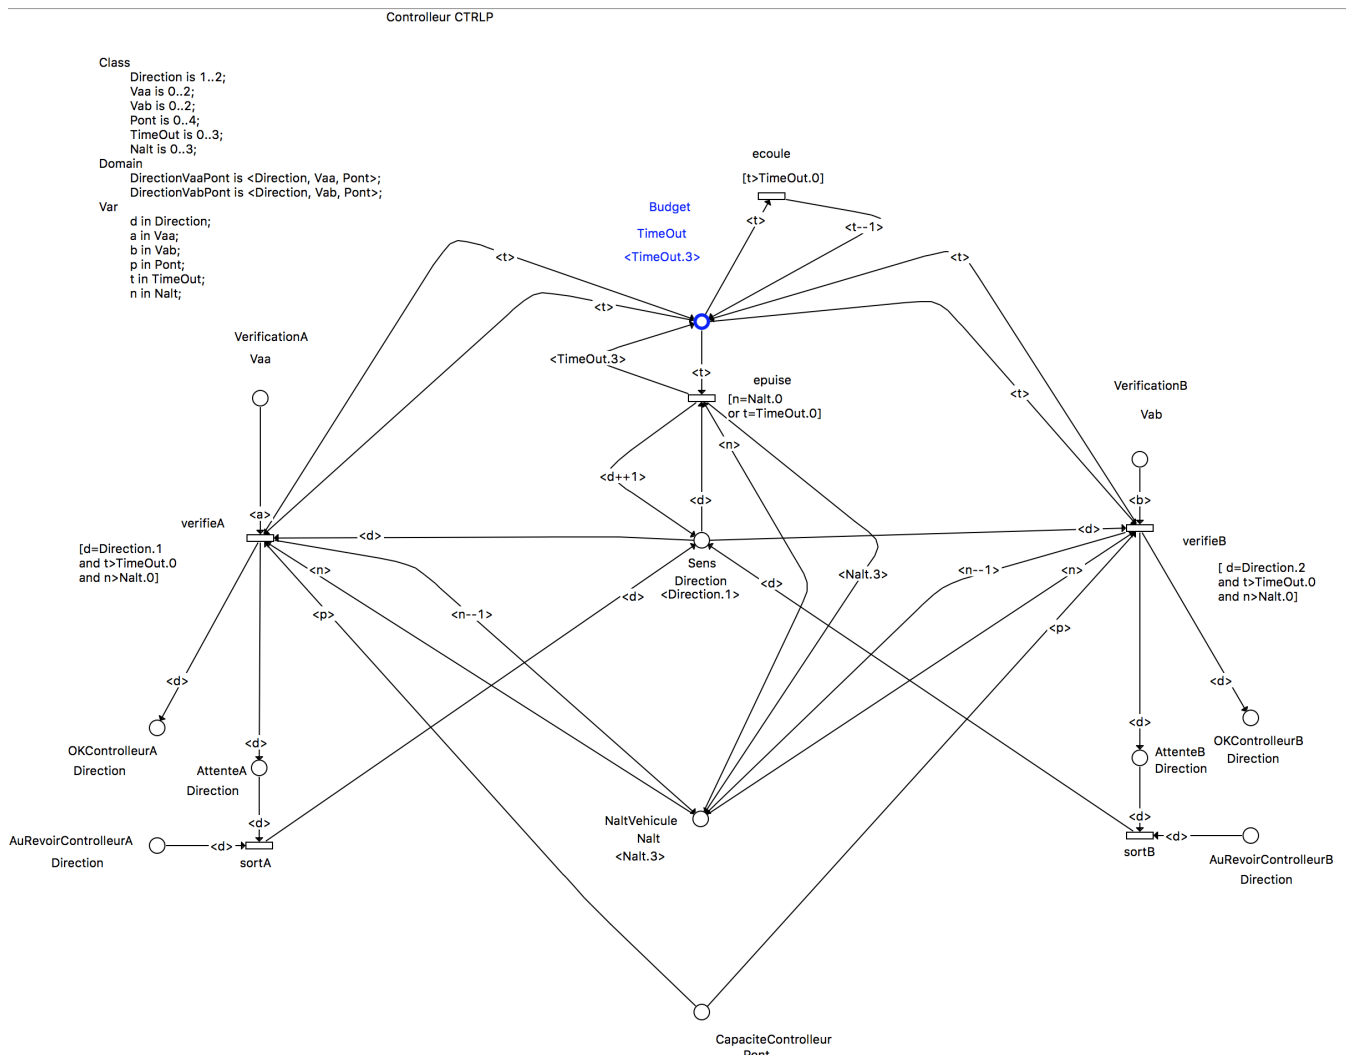 Controlleur CTRLP
Class
Direction is 1..2;
Vaa is 0..2;
Vab is 0..2;
Pont is 0..4;
TimeOut is 0..3;
Nalt is 0..3;
Domain
DirectionVaaPont is <Direction, Vaa, Pont>;
DirectionVabPont is <Direction, Vab, Pont>;
Var
d in Direction;
a in Vaa;
b in Vab;
p in Pont;
t in TimeOut;
n in Nalt;
ecoule
[t>TimeOut.0]
Budget
TimeOut
<TimeOut.3>
<t>
<t--1>
<t>
<t>
<t>
VerificationA
Vaa
<TimeOut.3>
<t>
epuise
[n=Nalt.0
or t=TimeOut.0]
<t>
VerificationB
Vab
<n>
<d++1>
<d>
<a>
<b>
verifieA
[d=Direction.1
and t>TimeOut.0
and n>Nalt.0]
<d>
<d>
verifieB
[ d=Direction.2
and t>TimeOut.0
and n>Nalt.0]
Sens
Direction
<Direction.1>
<n>
<n--1>
<p>
<d>
<d>
<Nalt.3>
<n--1>
<n>
<p>
<d>
<d>
OKControlleurA
Direction
<d>
AttenteA
Direction
<d>
AttenteB
Direction
OKControlleurB
Direction
NaltVehicule
Nalt
<Nalt.3>
<d>
<d>
AuRevoirControlleurA
Direction
<d>
sortA
<d>
sortB
AuRevoirControlleurB
Direction
CapaciteControlleur
Pont